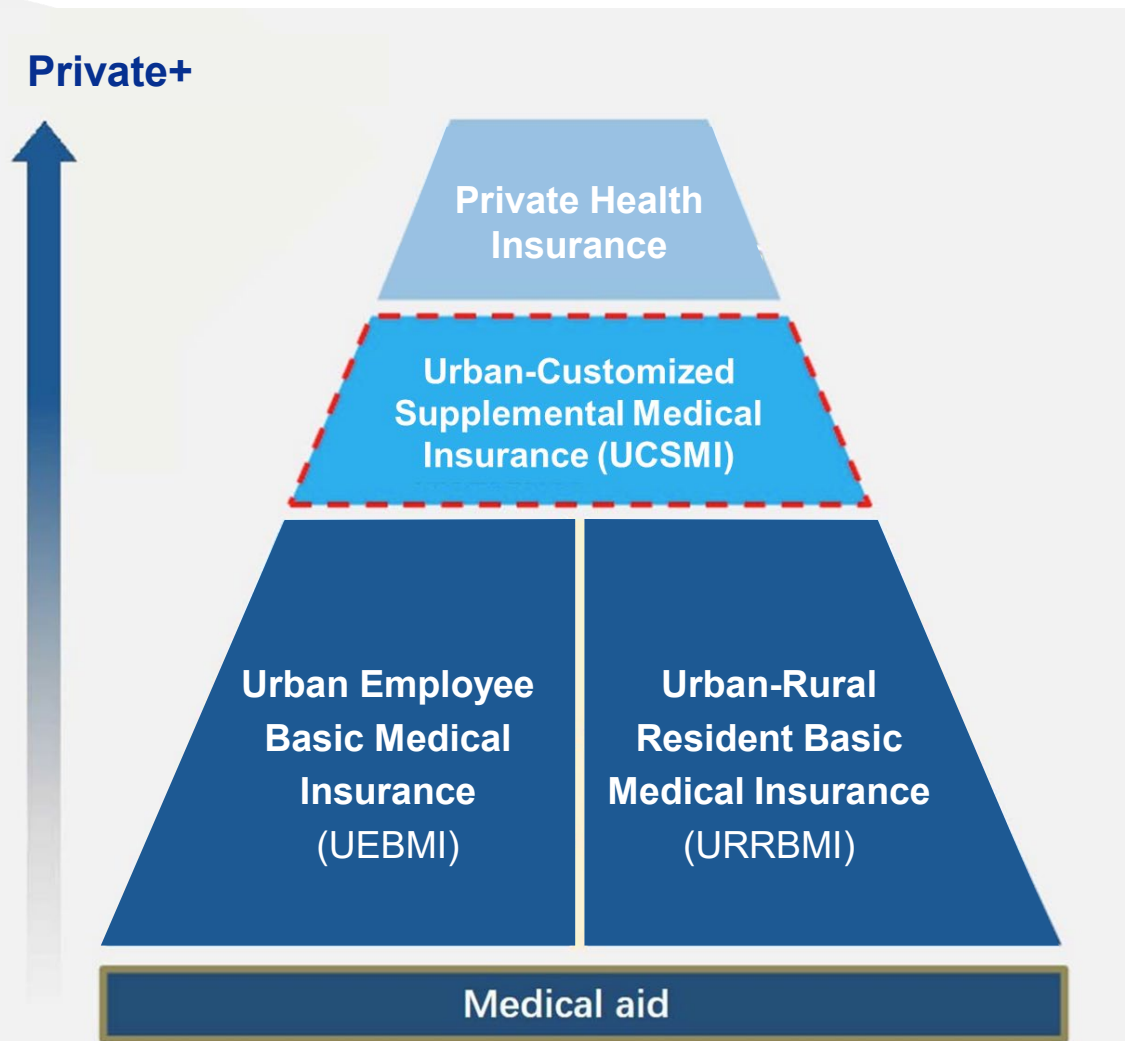 Private+
Private Health
Insurance
Urban-Customized
Supplemental Medical
Insurance (UCSMI)
Urban Employee
Basic Medical
Insurance
(UEBMI)
Urban-Rural
Resident Basic
Medical Insurance
(URRBMI)
Medical aid